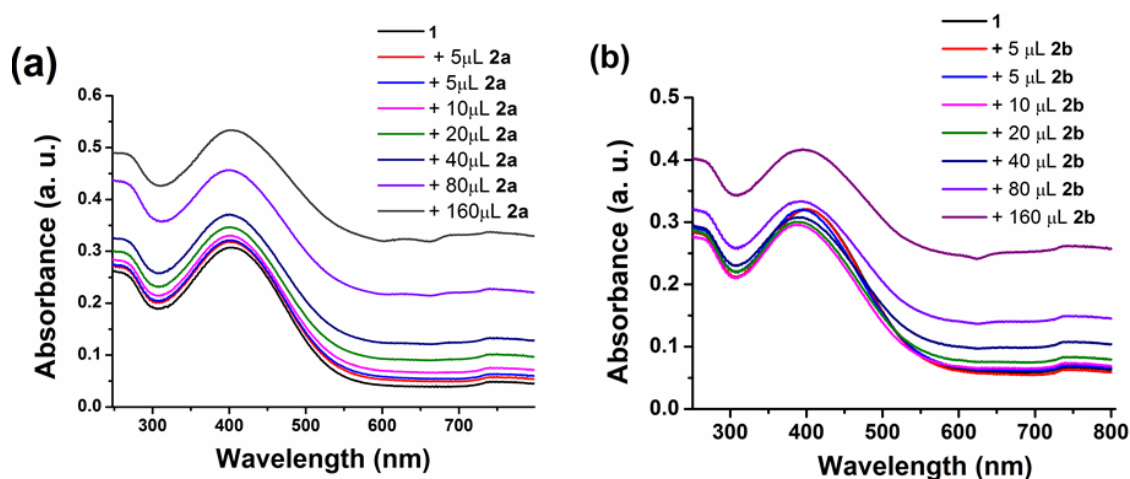 (a)
1
+ 5μL 2a
+ 5μL 2a
+ 10μL 2a
+ 20μL 2a
+ 40μL 2a
+ 80μL 2a
+ 160μL 2a
0.6
0.5
0.4
0.3
0.2
0.1
0.0
Absorbance (a. u.)
300 400 500 600 700
Wavelength (nm)
(b)
1
+ 5 μL 2b
+ 5 μL 2b
+ 10 μL 2b
+ 20 μL 2b
+ 40 μL 2b
+ 80 μL 2b
+ 160 μL 2b
0.5
0.4
0.3
0.2
0.1
0.0
Absorbance (a. u.)
300 400 500 600 700 800
Wavelength (nm)